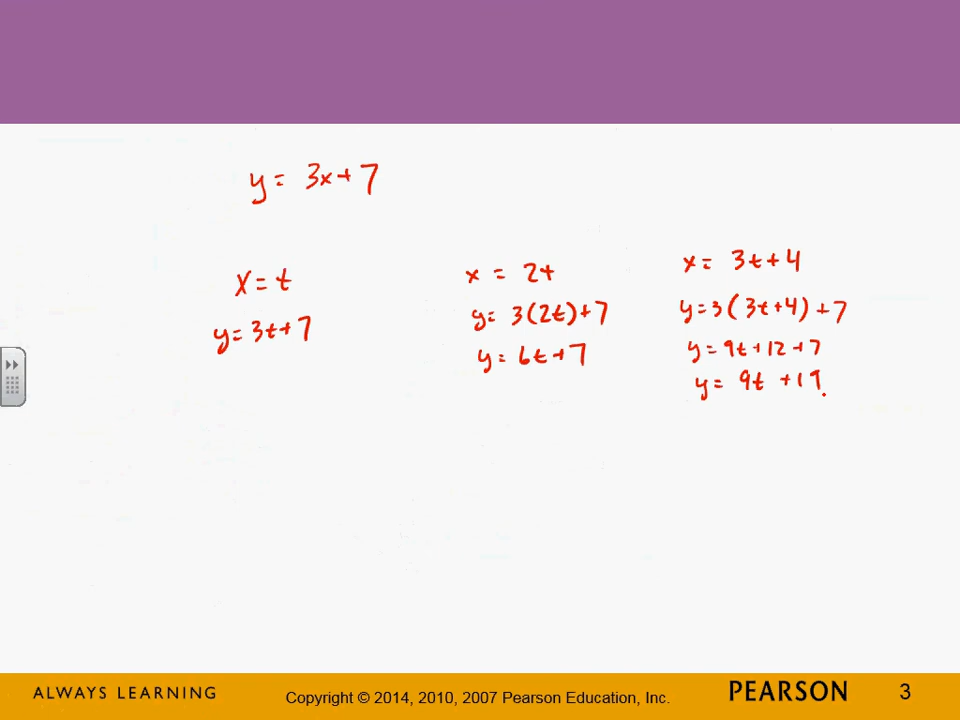 y = 3x + 7
x = t
y = 3t + 7
x = 2t
y = 3(2t) + 7
y = 6t + 7
x = 3t + 4
y = 3(3t + 4) + 7
y = 9t + 12 + 7
y = 9t + 19
ALWAYS LEARNING
Copyright © 2014, 2010, 2007 Pearson Education, Inc.
PEARSON
3